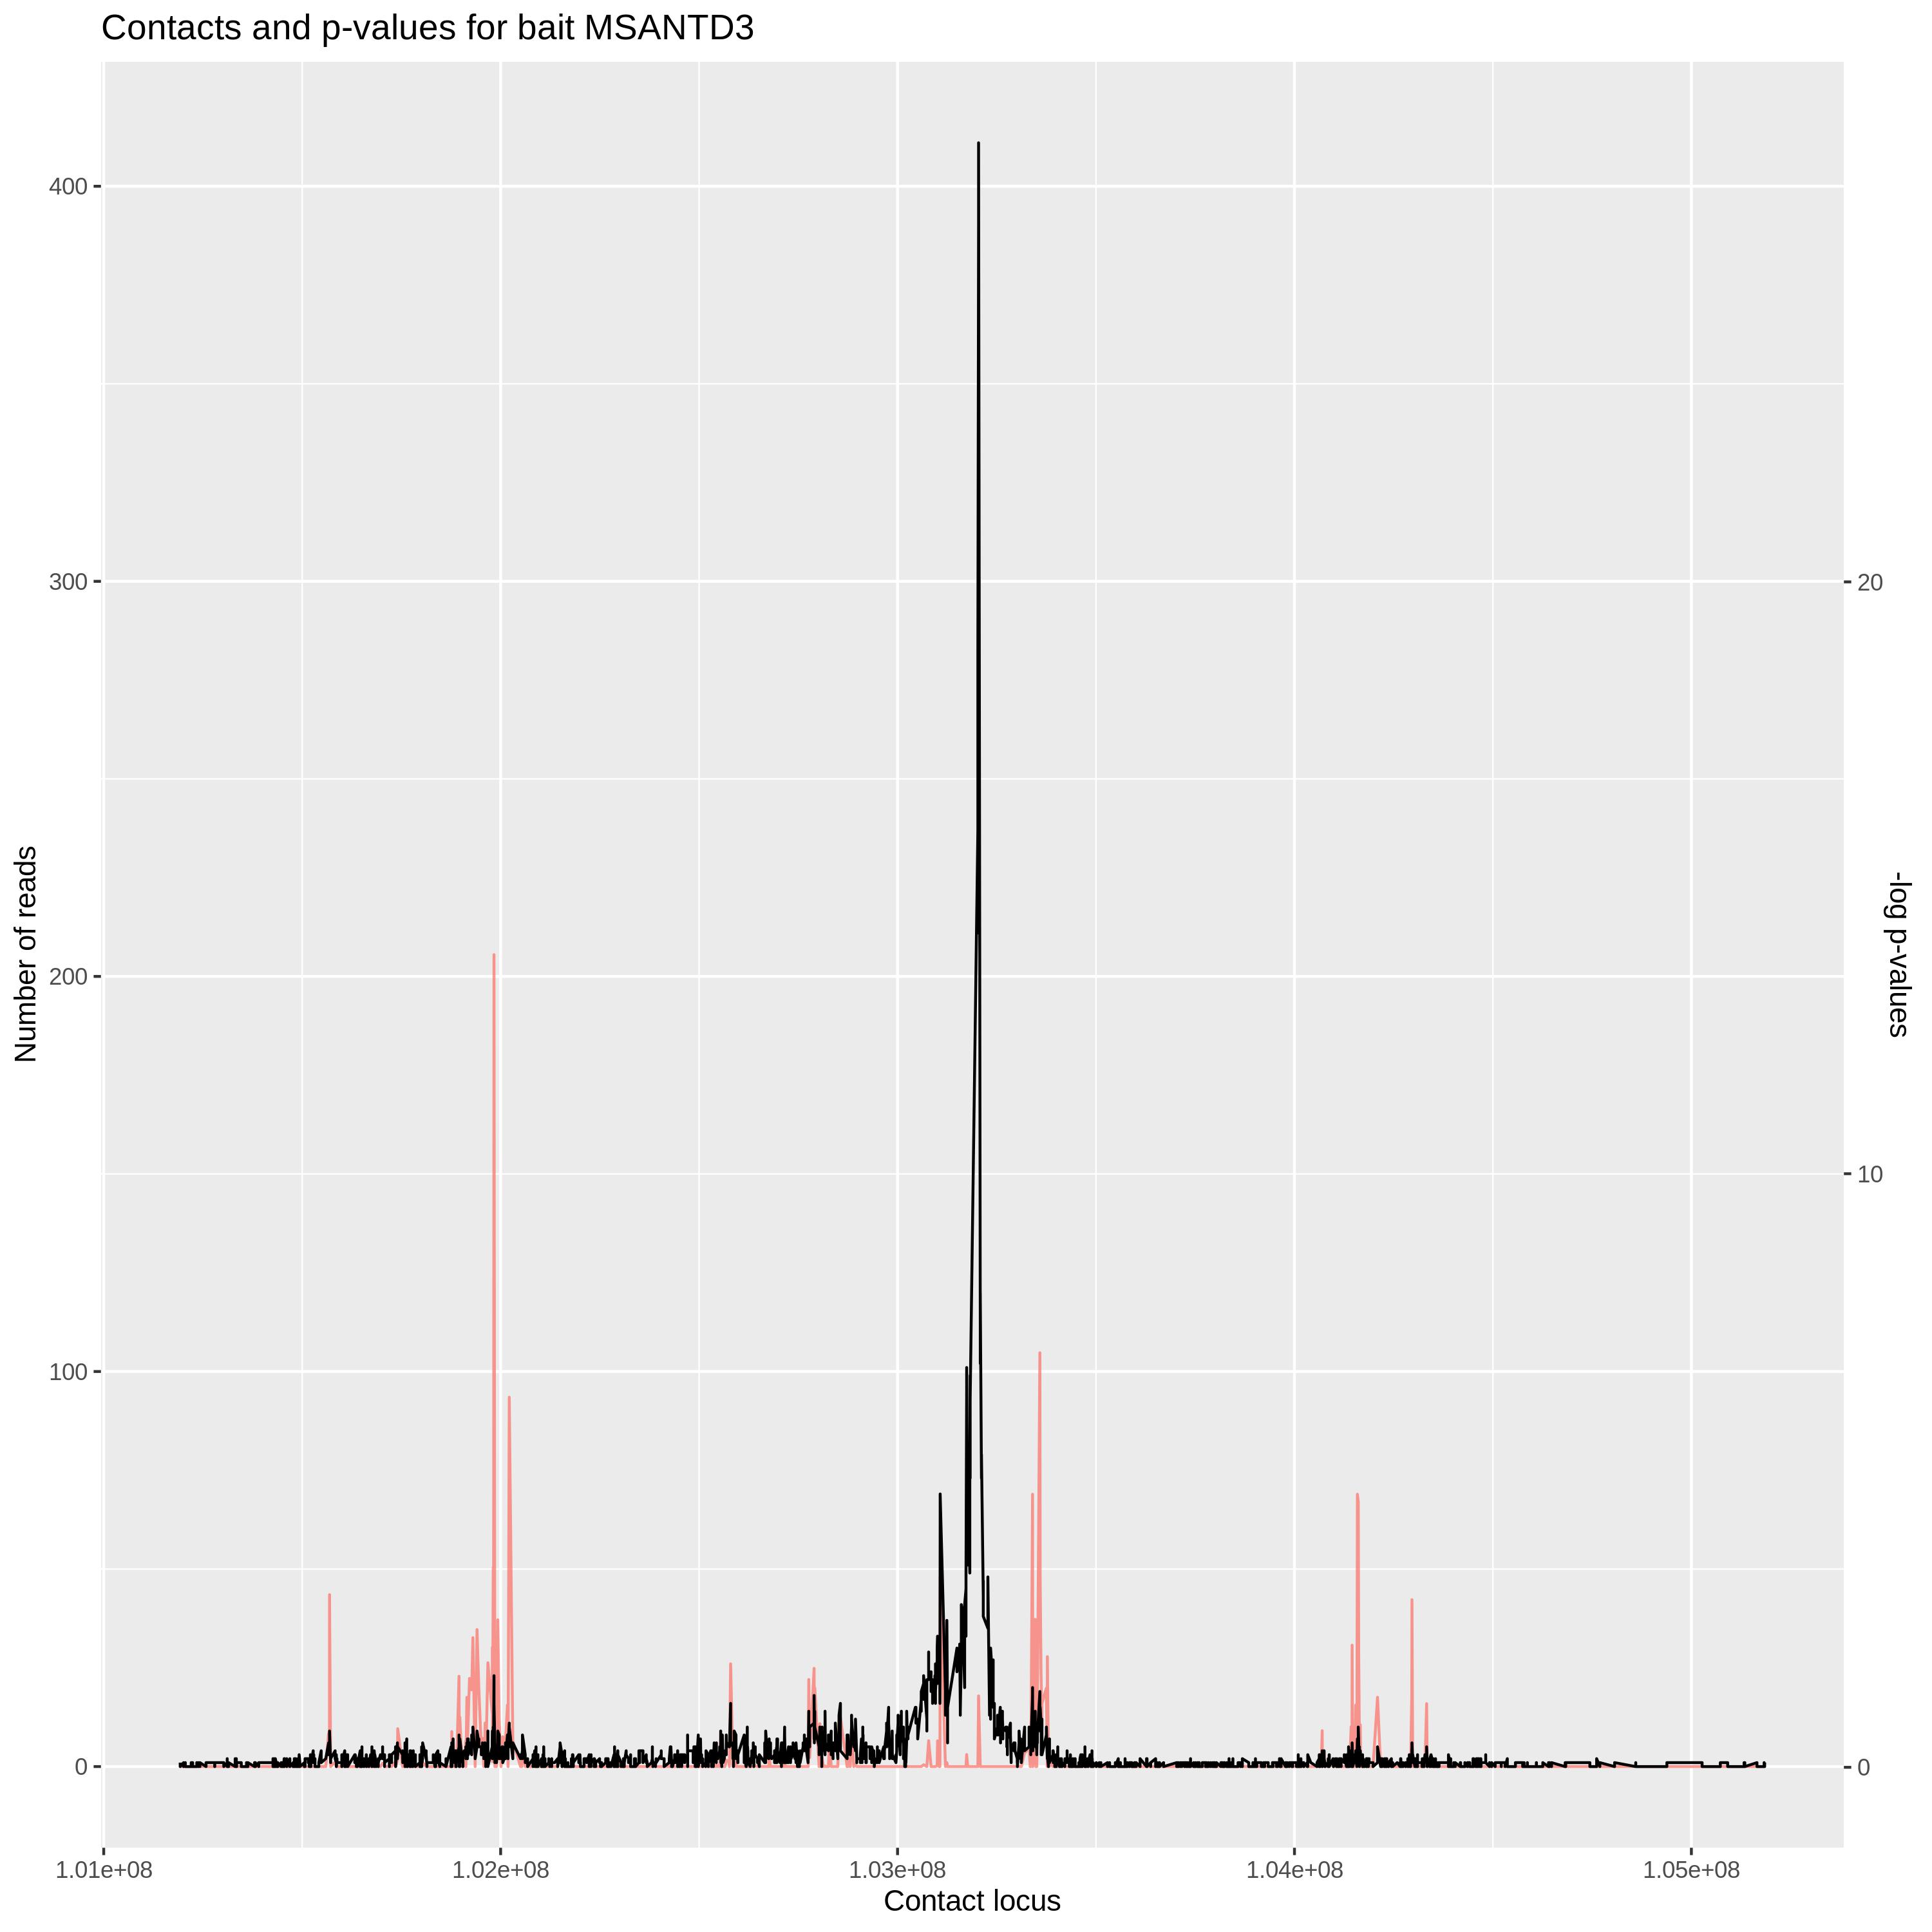 Contacts and p-values for bait MSANTD3
400
300
200
100
0
20
10
0
Number of reads
-log p-values
1.01e+08 1.02e+08 1.03e+08 1.04e+08 1.05e+08
Contact locus